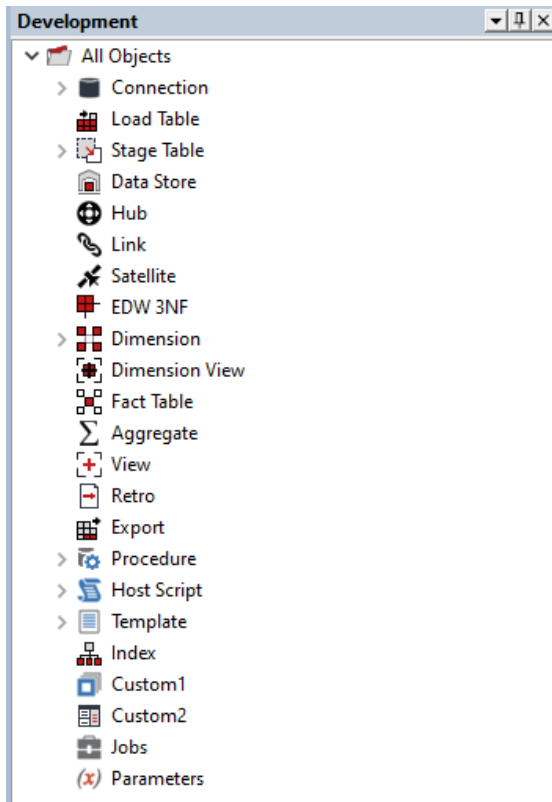 Development
All Objects
Connection
Load Table
Stage Table
Data Store
Hub
Link
Satellite
EDW 3NF
Dimension
Dimension View
Fact Table
Aggregate
View
Retro
Export
Procedure
Host Script
Template
Index
Custom1
Custom2
Jobs
(x) Parameters